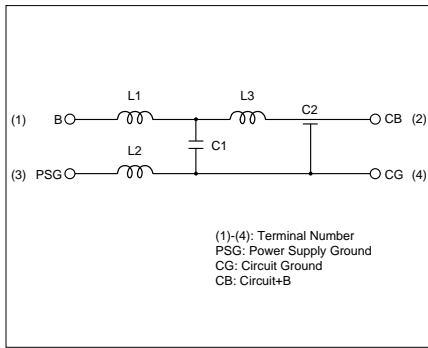 L1
L3
C2
(1) B
CB (2)
C1
L2
(3) PSG
CG (4)
(1)-(4): Terminal Number
PSG: Power Supply Ground
CG: Circuit Ground
CB: Circuit+B